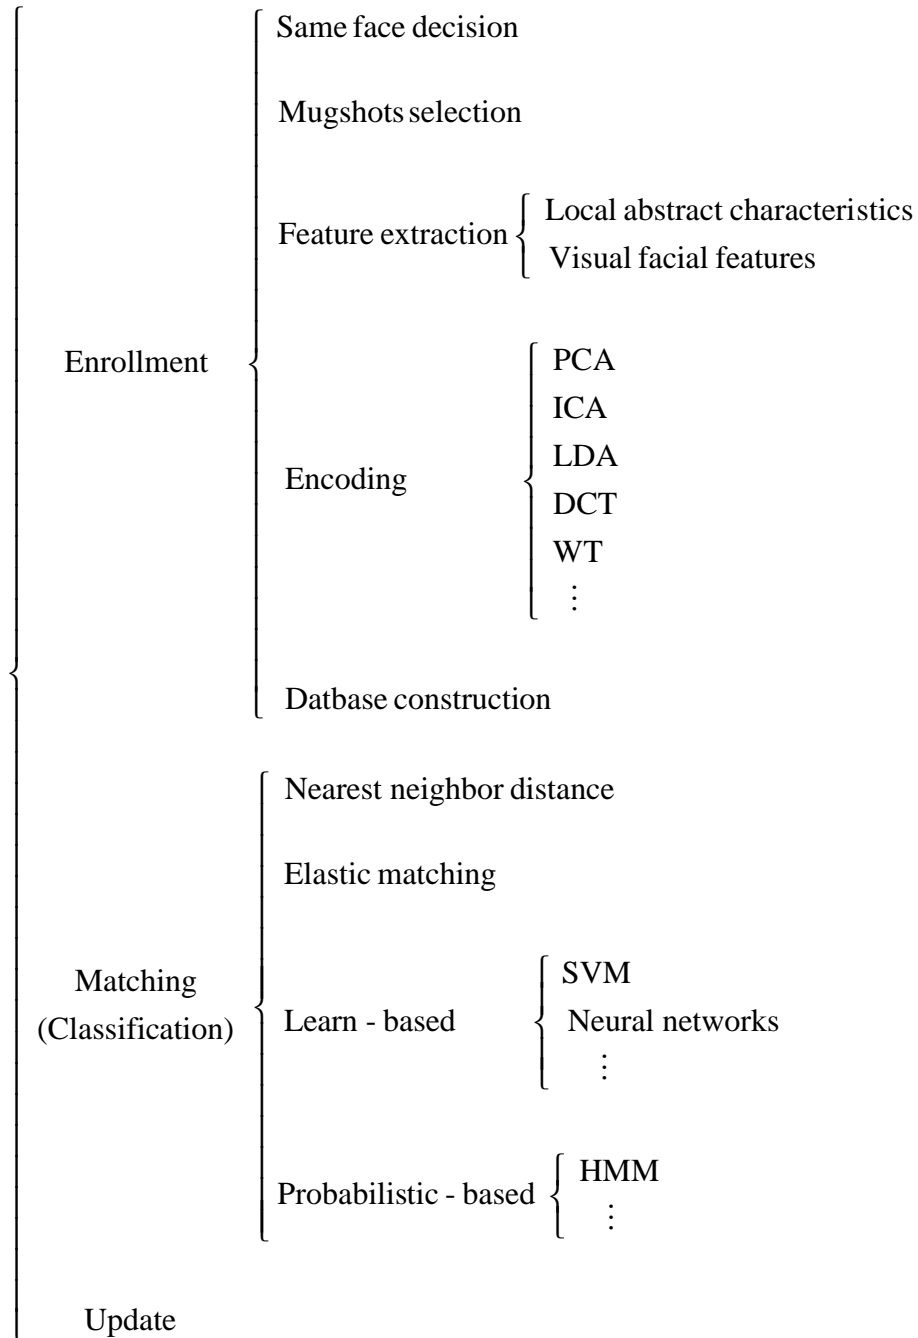 Same face decision
Mugshots selection
Feature extraction
Local abstract characteristics
Visual facial features
Enrollment
Encoding
PCA
ICA
LDA
DCT
WT
⋮
Datbase construction
Nearest neighbor distance
Elastic matching
Matching
(Classification)
Learn - based
SVM
Neural networks
⋮
Probabilistic - based
HMM
⋮
Update